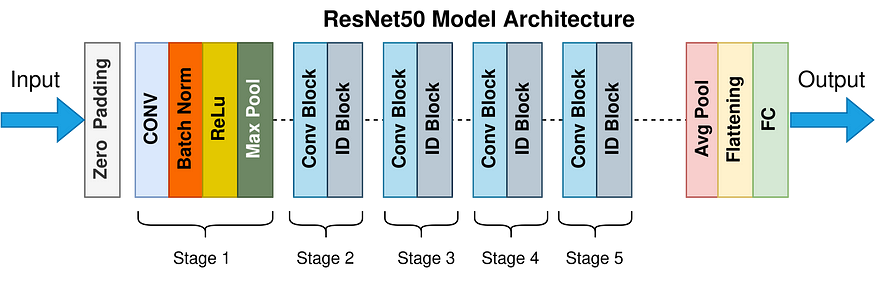 ResNet50 Model Architecture
Input
Zero Padding
CONV
Batch Norm
ReLu
Max Pool
Conv Block
ID Block
Conv Block
ID Block
Conv Block
ID Block
Conv Block
ID Block
Avg Pool
Flattening
FC
Output
Stage 1
Stage 2
Stage 3
Stage 4
Stage 5